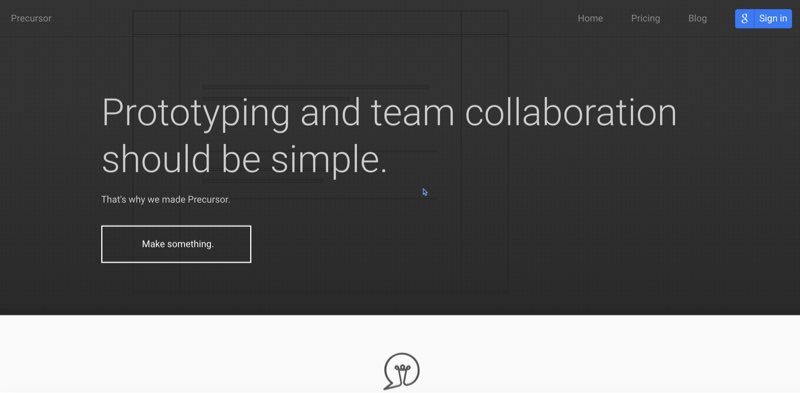 Precursor
Home Pricing Blog Sign in
Prototyping and team collaboration
should be simple.
That's why we made Precursor.
Make something.